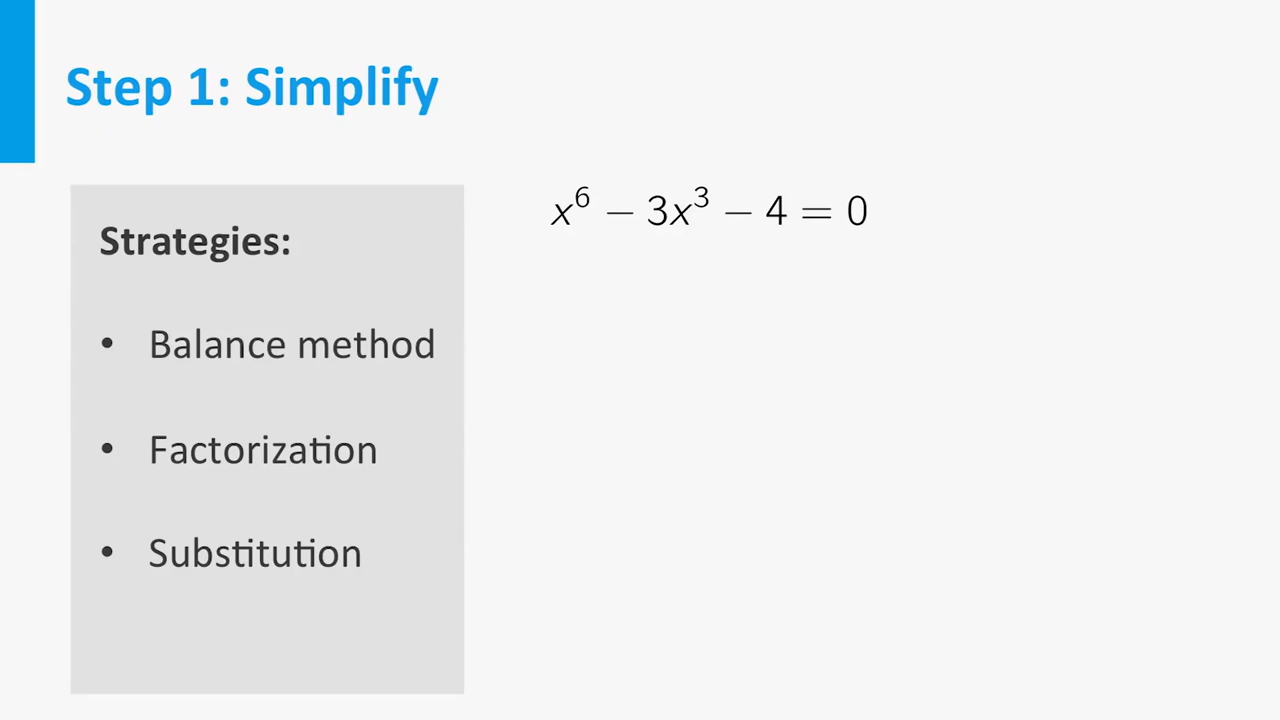 Step 1: Simplify
Strategies:
• Balance method
• Factorization
• Substitution
x⁶ − 3x³ − 4 = 0